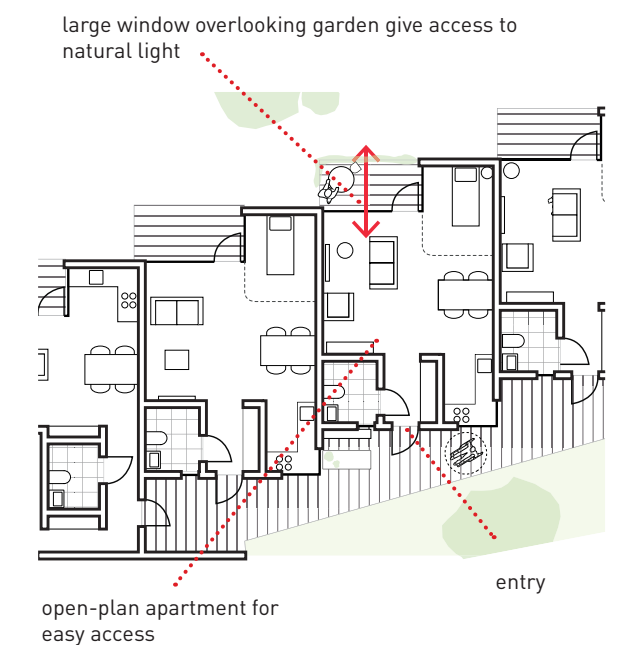 large window overlooking garden give access to
natural light
entry
open-plan apartment for
easy access